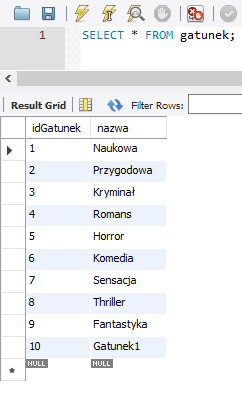 1 SELECT * FROM gatunek;
Result Grid Filter Rows:
idGatunek nazwa
1 Naukowa
2 Przygodowa
3 Kryminał
4 Romans
5 Horror
6 Komedia
7 Sensacja
8 Thriller
9 Fantastyka
10 Gatunek1
NULL NULL